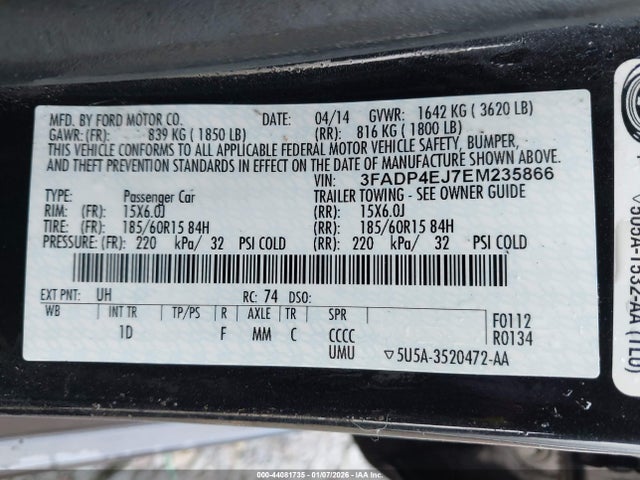 MFD. BY FORD MOTOR CO. DATE: 04/14 GVWR: 1642 KG ( 3620 LB)
GAWR: (FR): 839 KG ( 1850 LB) (RR): 816 KG ( 1800 LB)
THIS VEHICLE CONFORMS TO ALL APPLICABLE FEDERAL MOTOR VEHICLE SAFETY, BUMPER,
AND THEFT PREVENTION STANDARDS IN EFFECT ON THE DATE OF MANUFACTURE SHOWN ABOVE.
VIN: 3FADP4EJ7EM235866
TYPE: Passenger Car TRAILER TOWING - SEE OWNER GUIDE
RIM: (FR): 15X6.0J (RR): 15X6.0J
TIRE: (FR): 185/60R15 84H (RR): 185/60R15 84H
PRESSURE: (FR): 220 kPa/ 32 PSI COLD (RR): 220 kPa/ 32 PSI COLD
EXT PNT: UH RC: 74 DSO:
WB INT TR TP/PS R AXLE TR SPR
1D F MM C CCCC
UMU
F0112
R0134
▽5U5A-3520472-AA
000-44081735 - 01/07/2026 - IAA Inc.